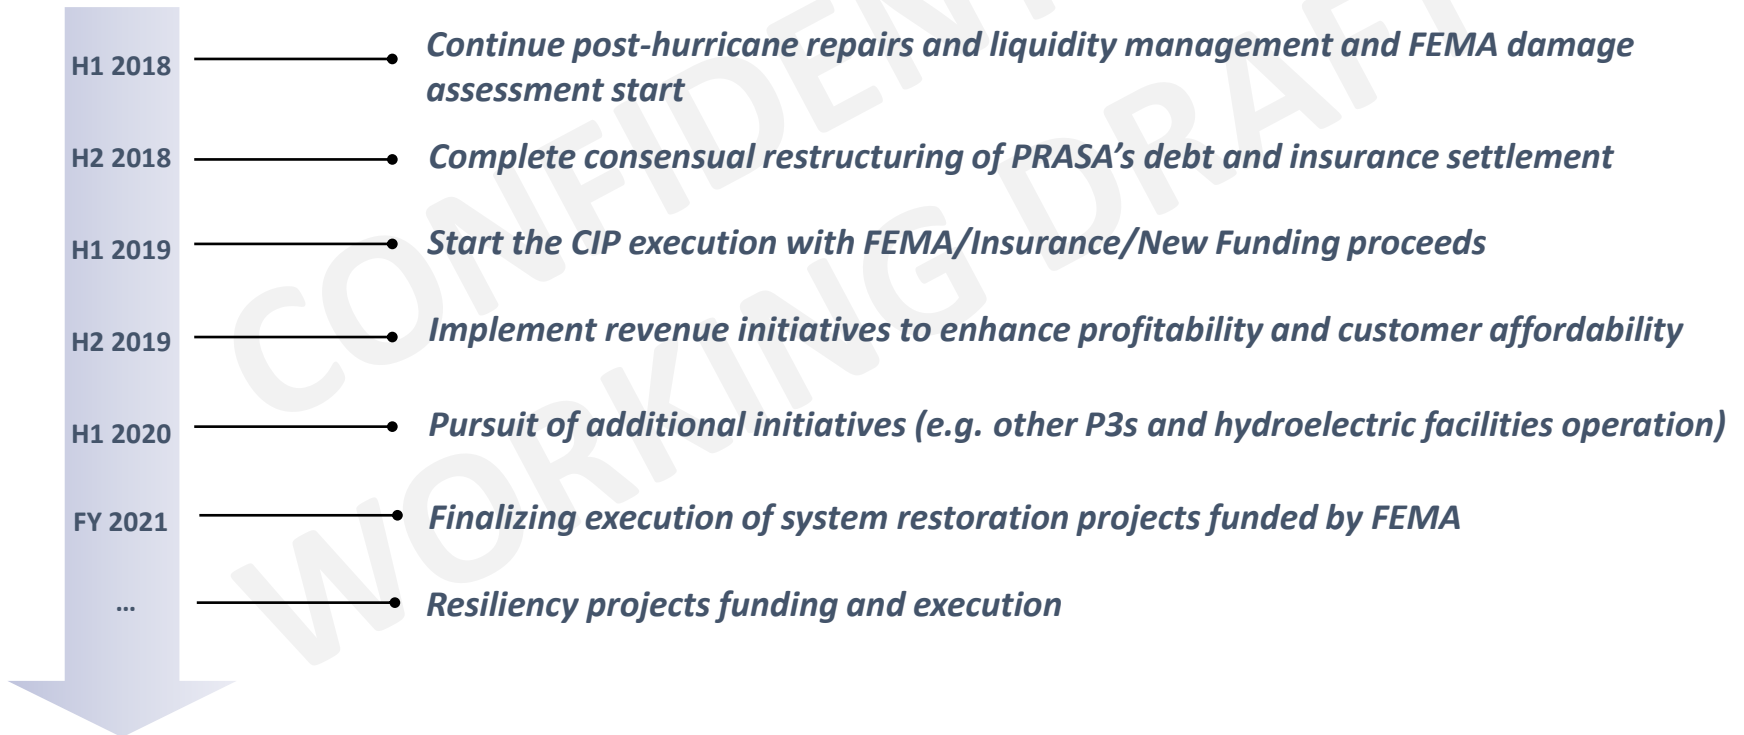 H1 2018
Continue post-hurricane repairs and liquidity management and FEMA damage
assessment start
H2 2018
Complete consensual restructuring of PRASA’s debt and insurance settlement
H1 2019
Start the CIP execution with FEMA/Insurance/New Funding proceeds
H2 2019
Implement revenue initiatives to enhance profitability and customer affordability
H1 2020
Pursuit of additional initiatives (e.g. other P3s and hydroelectric facilities operation)
FY 2021
Finalizing execution of system restoration projects funded by FEMA
…
Resiliency projects funding and execution
WORKING DRAFT